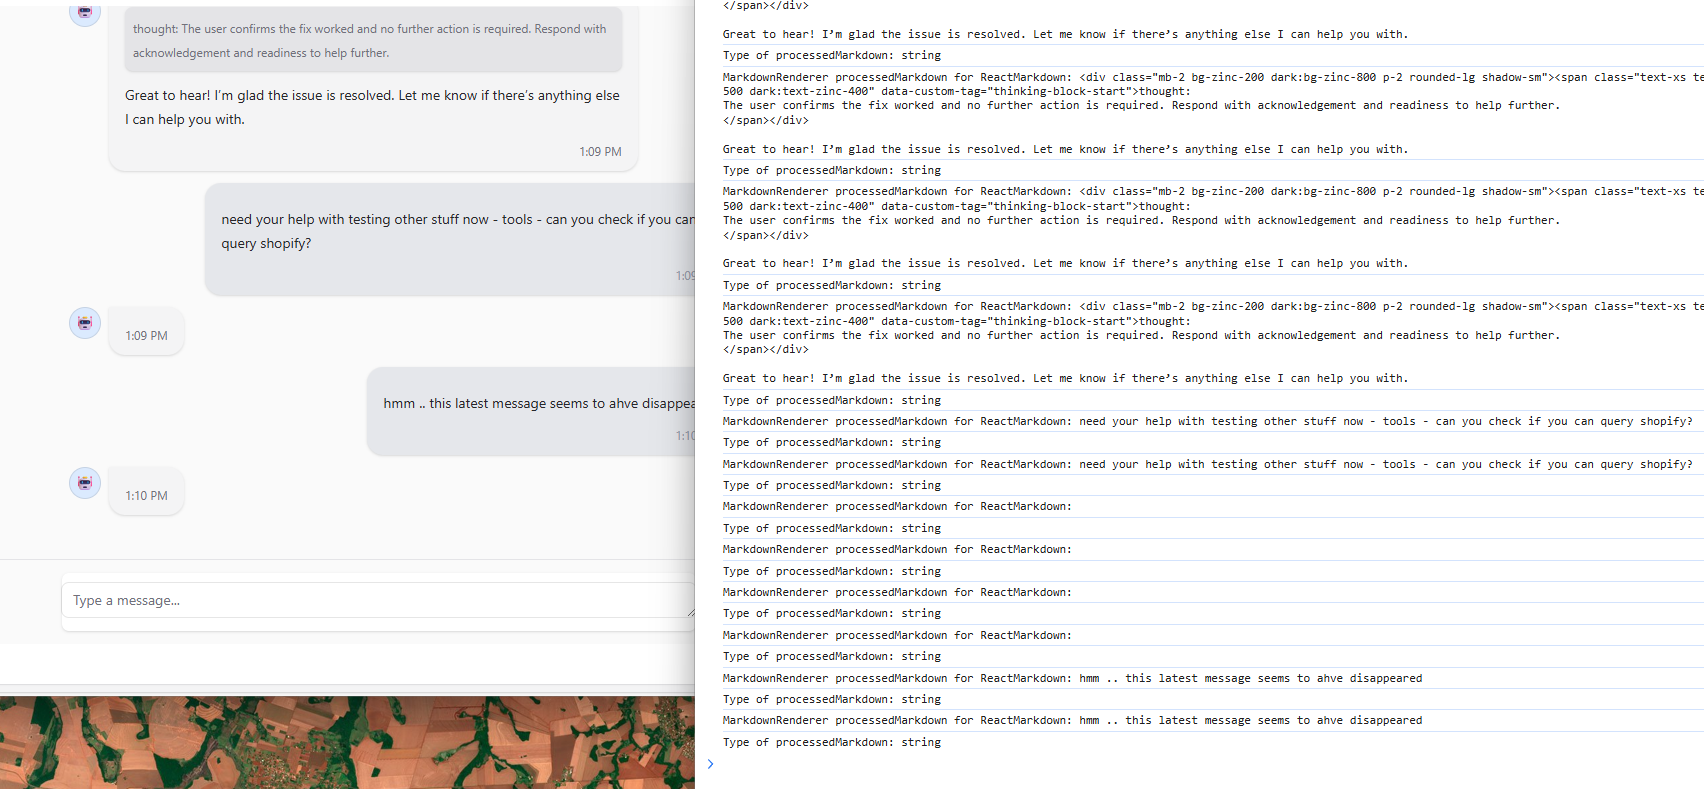 thought: The user confirms the fix worked and no further action is required. Respond with
acknowledgement and readiness to help further.
Great to hear! I’m glad the issue is resolved. Let me know if there’s anything else
I can help you with.
1:09 PM
need your help with testing other stuff now - tools - can you check if you can
query shopify?
1:09
1:09 PM
hmm .. this latest message seems to ahve disappea
1:10
1:10 PM
Type a message...
</span></div>
Great to hear! I’m glad the issue is resolved. Let me know if there’s anything else I can help you with.
Type of processedMarkdown: string
MarkdownRenderer processedMarkdown for ReactMarkdown: <div class="mb-2 bg-zinc-200 dark:bg-zinc-800 p-2 rounded-lg shadow-sm"><span class="text-xs te
500 dark:text-zinc-400" data-custom-tag="thinking-block-start">thought:
The user confirms the fix worked and no further action is required. Respond with acknowledgement and readiness to help further.
</span></div>
Great to hear! I’m glad the issue is resolved. Let me know if there’s anything else I can help you with.
Type of processedMarkdown: string
MarkdownRenderer processedMarkdown for ReactMarkdown: <div class="mb-2 bg-zinc-200 dark:bg-zinc-800 p-2 rounded-lg shadow-sm"><span class="text-xs te
500 dark:text-zinc-400" data-custom-tag="thinking-block-start">thought:
The user confirms the fix worked and no further action is required. Respond with acknowledgement and readiness to help further.
</span></div>
Great to hear! I’m glad the issue is resolved. Let me know if there’s anything else I can help you with.
Type of processedMarkdown: string
MarkdownRenderer processedMarkdown for ReactMarkdown: <div class="mb-2 bg-zinc-200 dark:bg-zinc-800 p-2 rounded-lg shadow-sm"><span class="text-xs te
500 dark:text-zinc-400" data-custom-tag="thinking-block-start">thought:
The user confirms the fix worked and no further action is required. Respond with acknowledgement and readiness to help further.
</span></div>
Great to hear! I’m glad the issue is resolved. Let me know if there’s anything else I can help you with.
Type of processedMarkdown: string
MarkdownRenderer processedMarkdown for ReactMarkdown: need your help with testing other stuff now - tools - can you check if you can query shopify?
Type of processedMarkdown: string
MarkdownRenderer processedMarkdown for ReactMarkdown: need your help with testing other stuff now - tools - can you check if you can query shopify?
Type of processedMarkdown: string
MarkdownRenderer processedMarkdown for ReactMarkdown:
Type of processedMarkdown: string
MarkdownRenderer processedMarkdown for ReactMarkdown:
Type of processedMarkdown: string
MarkdownRenderer processedMarkdown for ReactMarkdown:
Type of processedMarkdown: string
MarkdownRenderer processedMarkdown for ReactMarkdown:
Type of processedMarkdown: string
MarkdownRenderer processedMarkdown for ReactMarkdown: hmm .. this latest message seems to ahve disappeared
Type of processedMarkdown: string
MarkdownRenderer processedMarkdown for ReactMarkdown: hmm .. this latest message seems to ahve disappeared
Type of processedMarkdown: string